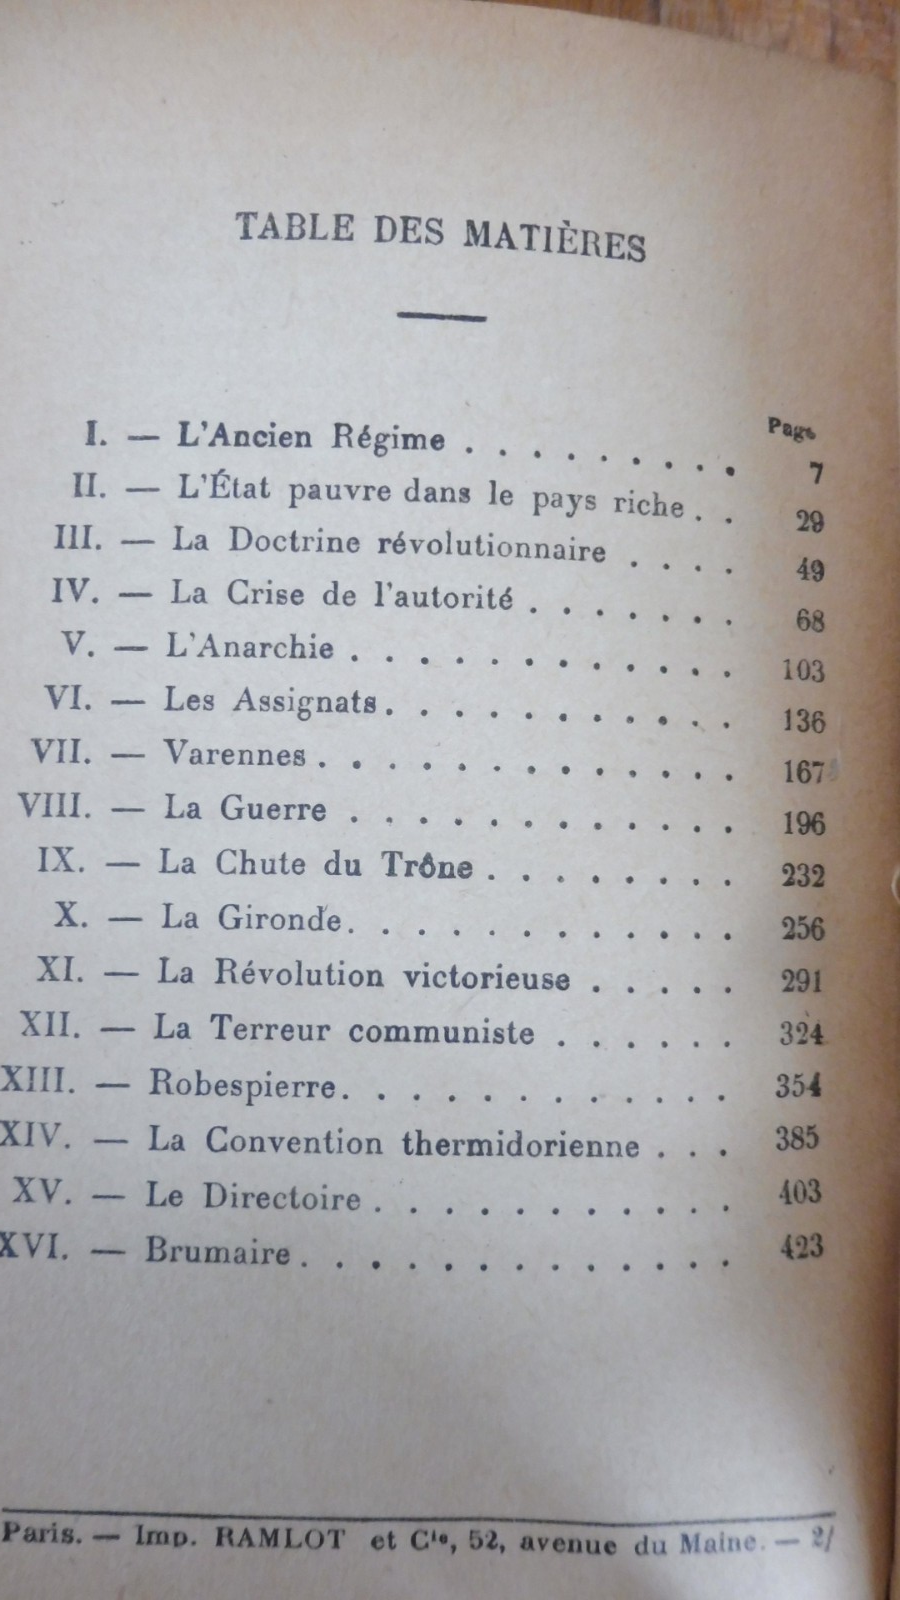 TABLE DES MATIÈRES
Page
I. — L'Ancien Régime . . . . . . . . . 7
II. — L'État pauvre dans le pays riche . . 29
III. — La Doctrine révolutionnaire . . . . 49
IV. — La Crise de l'autorité . . . . . . . 68
V. — L'Anarchie . . . . . . . . . . . . 103
VI. — Les Assignats . . . . . . . . . . . 136
VII. — Varennes . . . . . . . . . . . . . 167
VIII. — La Guerre . . . . . . . . . . . . 196
IX. — La Chute du Trône . . . . . . . . 232
X. — La Gironde . . . . . . . . . . . . 256
XI. — La Révolution victorieuse . . . . . 291
XII. — La Terreur communiste . . . . . . 324
XIII. — Robespierre . . . . . . . . . . . . 354
XIV. — La Convention thermidorienne . . . 385
XV. — Le Directoire . . . . . . . . . . . 403
XVI. — Brumaire . . . . . . . . . . . . . 423
Paris. — Imp. RAMLOT et Cie, 52, avenue du Maine. — 2/